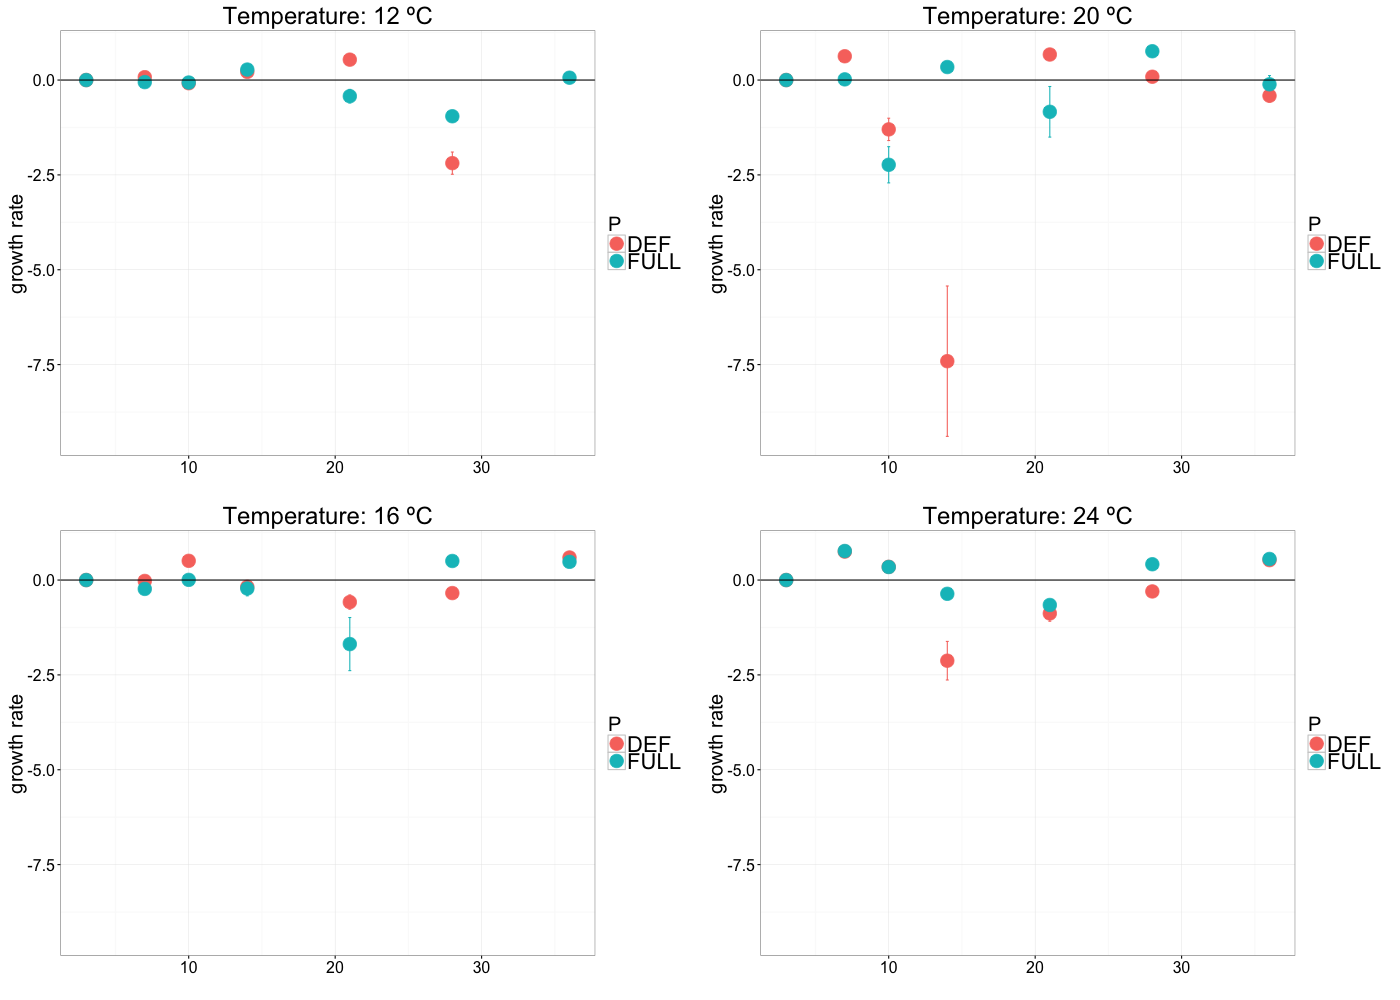 Temperature: 12 ºC
0.0
-2.5
-5.0
-7.5
growth rate
10
20
30
P
DEF
FULL
Temperature: 20 ºC
0.0
-2.5
-5.0
-7.5
growth rate
10
20
30
P
DEF
FULL
Temperature: 16 ºC
0.0
-2.5
-5.0
-7.5
growth rate
10
20
30
P
DEF
FULL
Temperature: 24 ºC
0.0
-2.5
-5.0
-7.5
growth rate
10
20
30
P
DEF
FULL